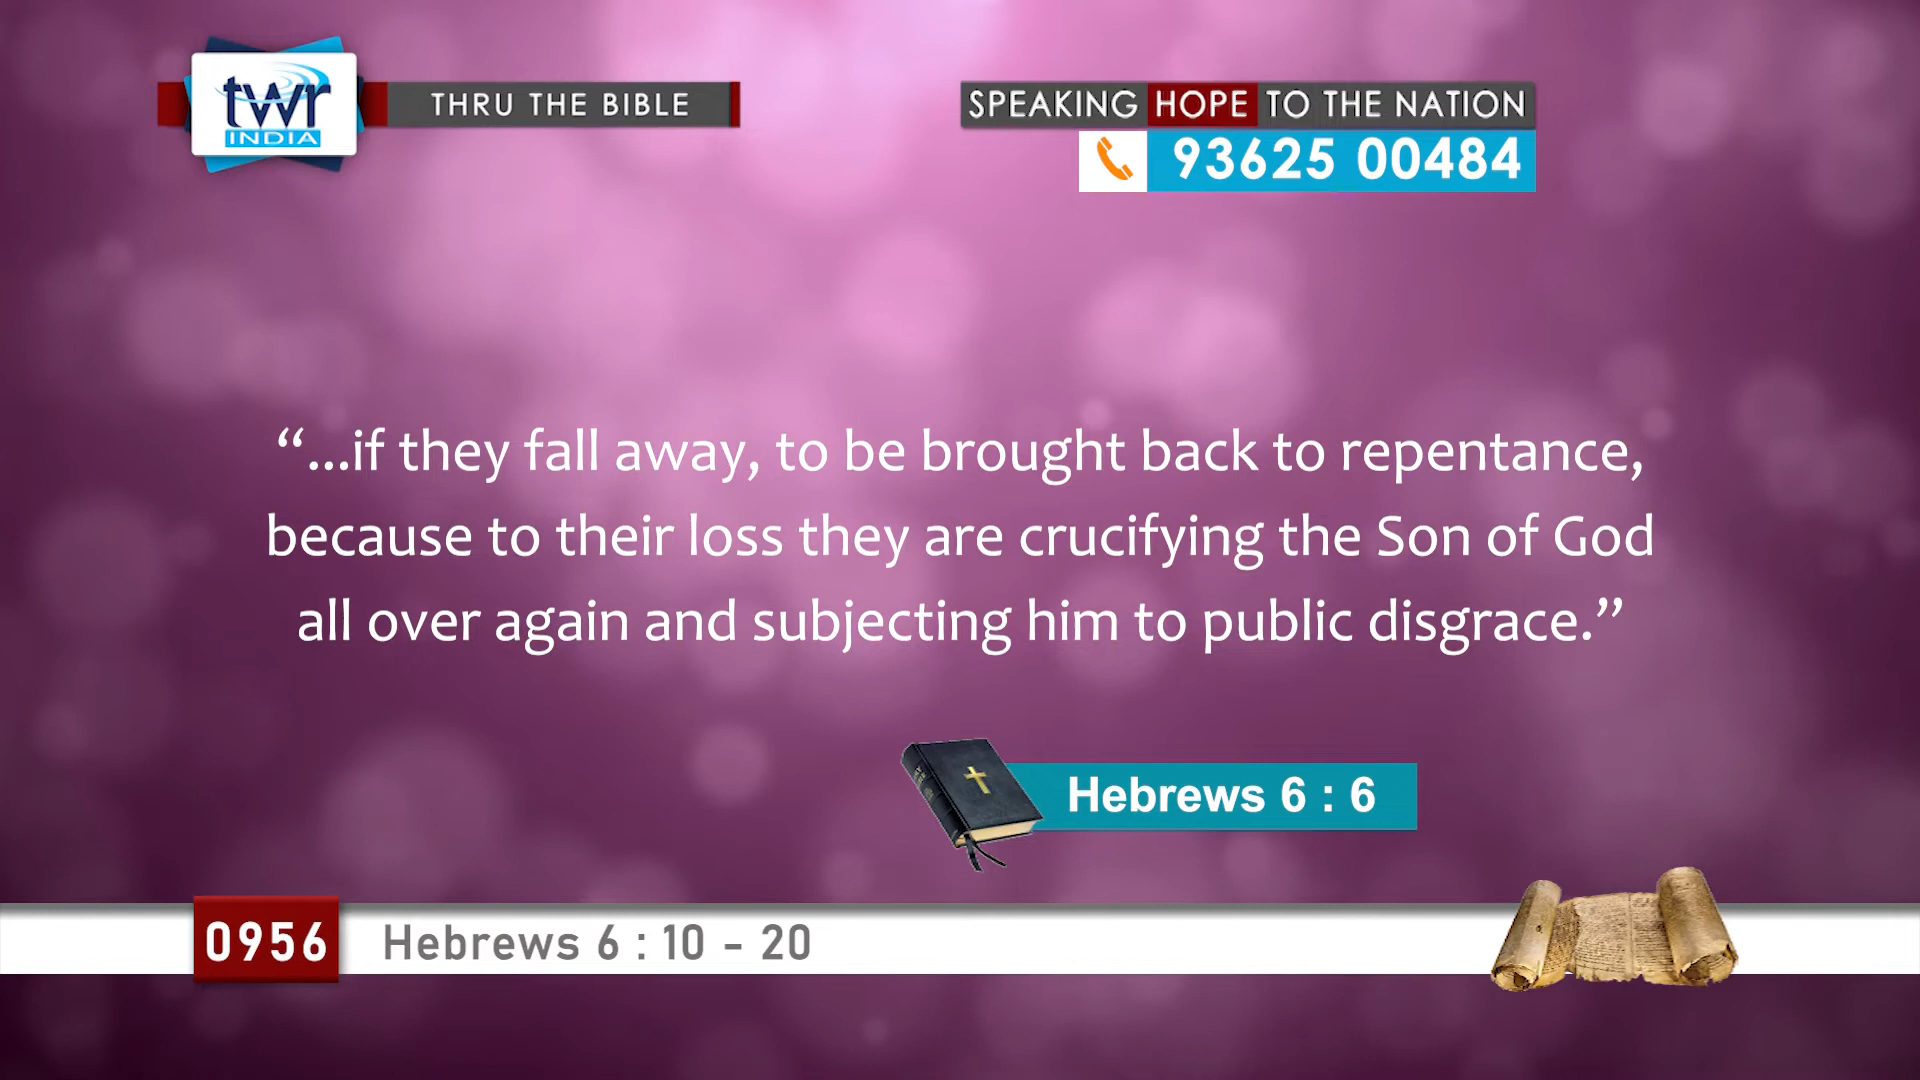 twr
INDIA
THRU THE BIBLE
SPEAKING HOPE TO THE NATION
93625 00484
“...if they fall away, to be brought back to repentance,
because to their loss they are crucifying the Son of God
all over again and subjecting him to public disgrace.”
Hebrews 6 : 6
0956 Hebrews 6 : 10 - 20